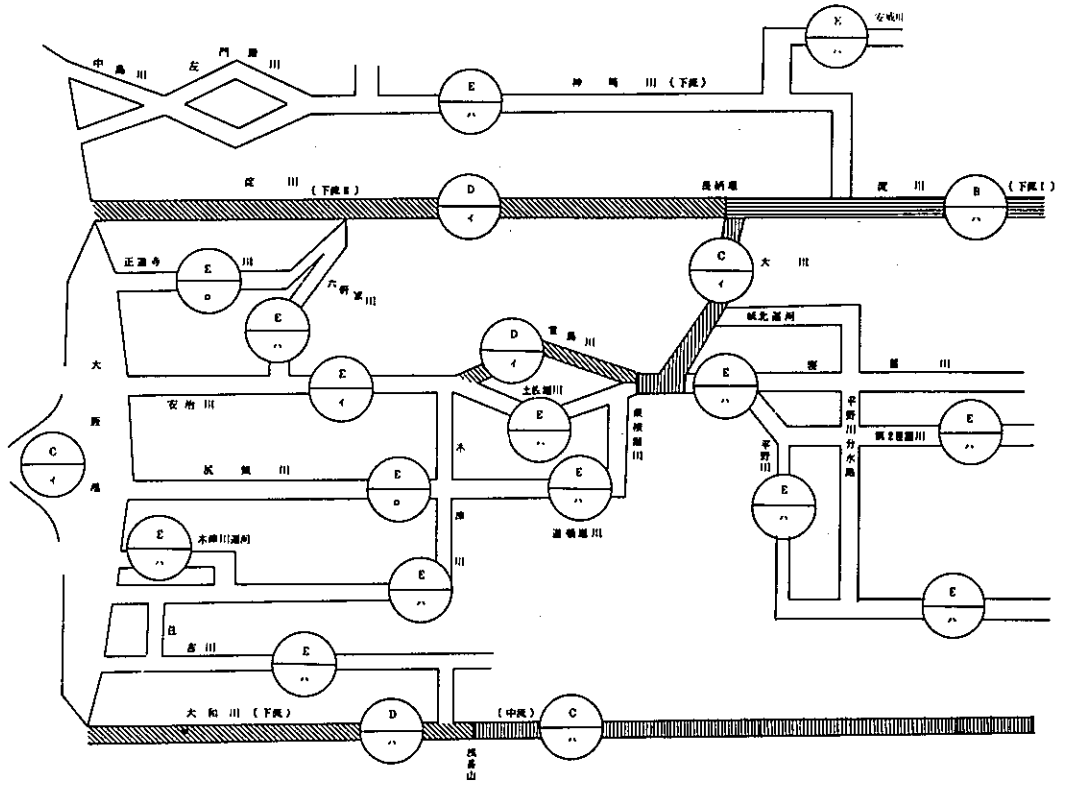 E
ハ
安威川
中島川
左門殿川
E
ハ
神崎川(下流)
淀川(下流Ⅱ)
D
イ
長柄堰
淀川
B
ハ
(下流Ⅰ)
正蓮寺川
E
ロ
六軒家川
E
ハ
C
イ
大川
城北運河
D
イ
堂島川
大阪港
C
イ
安治川
E
イ
土佐堀川
E
ハ
東横堀川
E
ハ
寝屋川
平野川分水路
第2寝屋川
E
ハ
平野川
E
ハ
木津川
尻無川
E
ロ
E
ハ
道頓堀川
E
ハ
木津川運河
E
ハ
E
ハ
住吉川
E
ハ
大和川(下流)
D
ハ
(中流)
C
ハ
浅香山